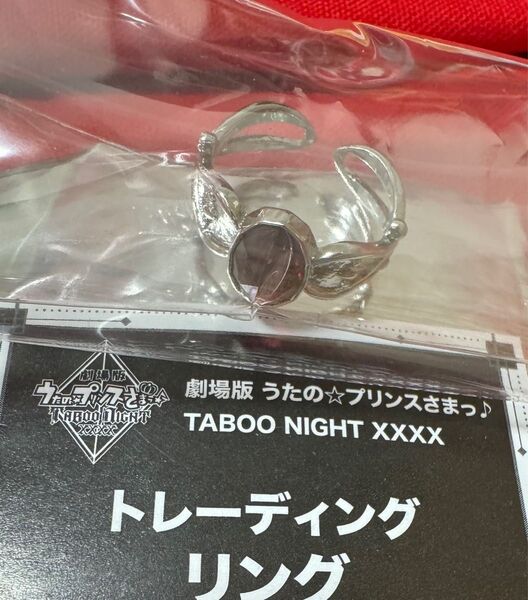 劇場版
うたの☆プリンスさまっ♪
TABOO NIGHT
XXXX
劇場版 うたの☆プリンスさまっ♪
TABOO NIGHT XXXX
トレーディング
リング